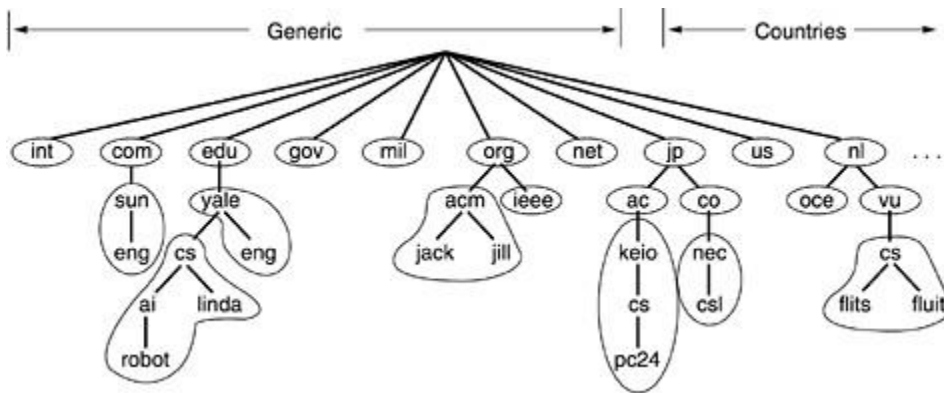 Generic Countries
int com edu gov mil org net jp us nl ...
sun yale acm ieee ac co oce vu
eng cs eng jack jill keio nec cs
ai linda cs csl flits fluit
robot pc24